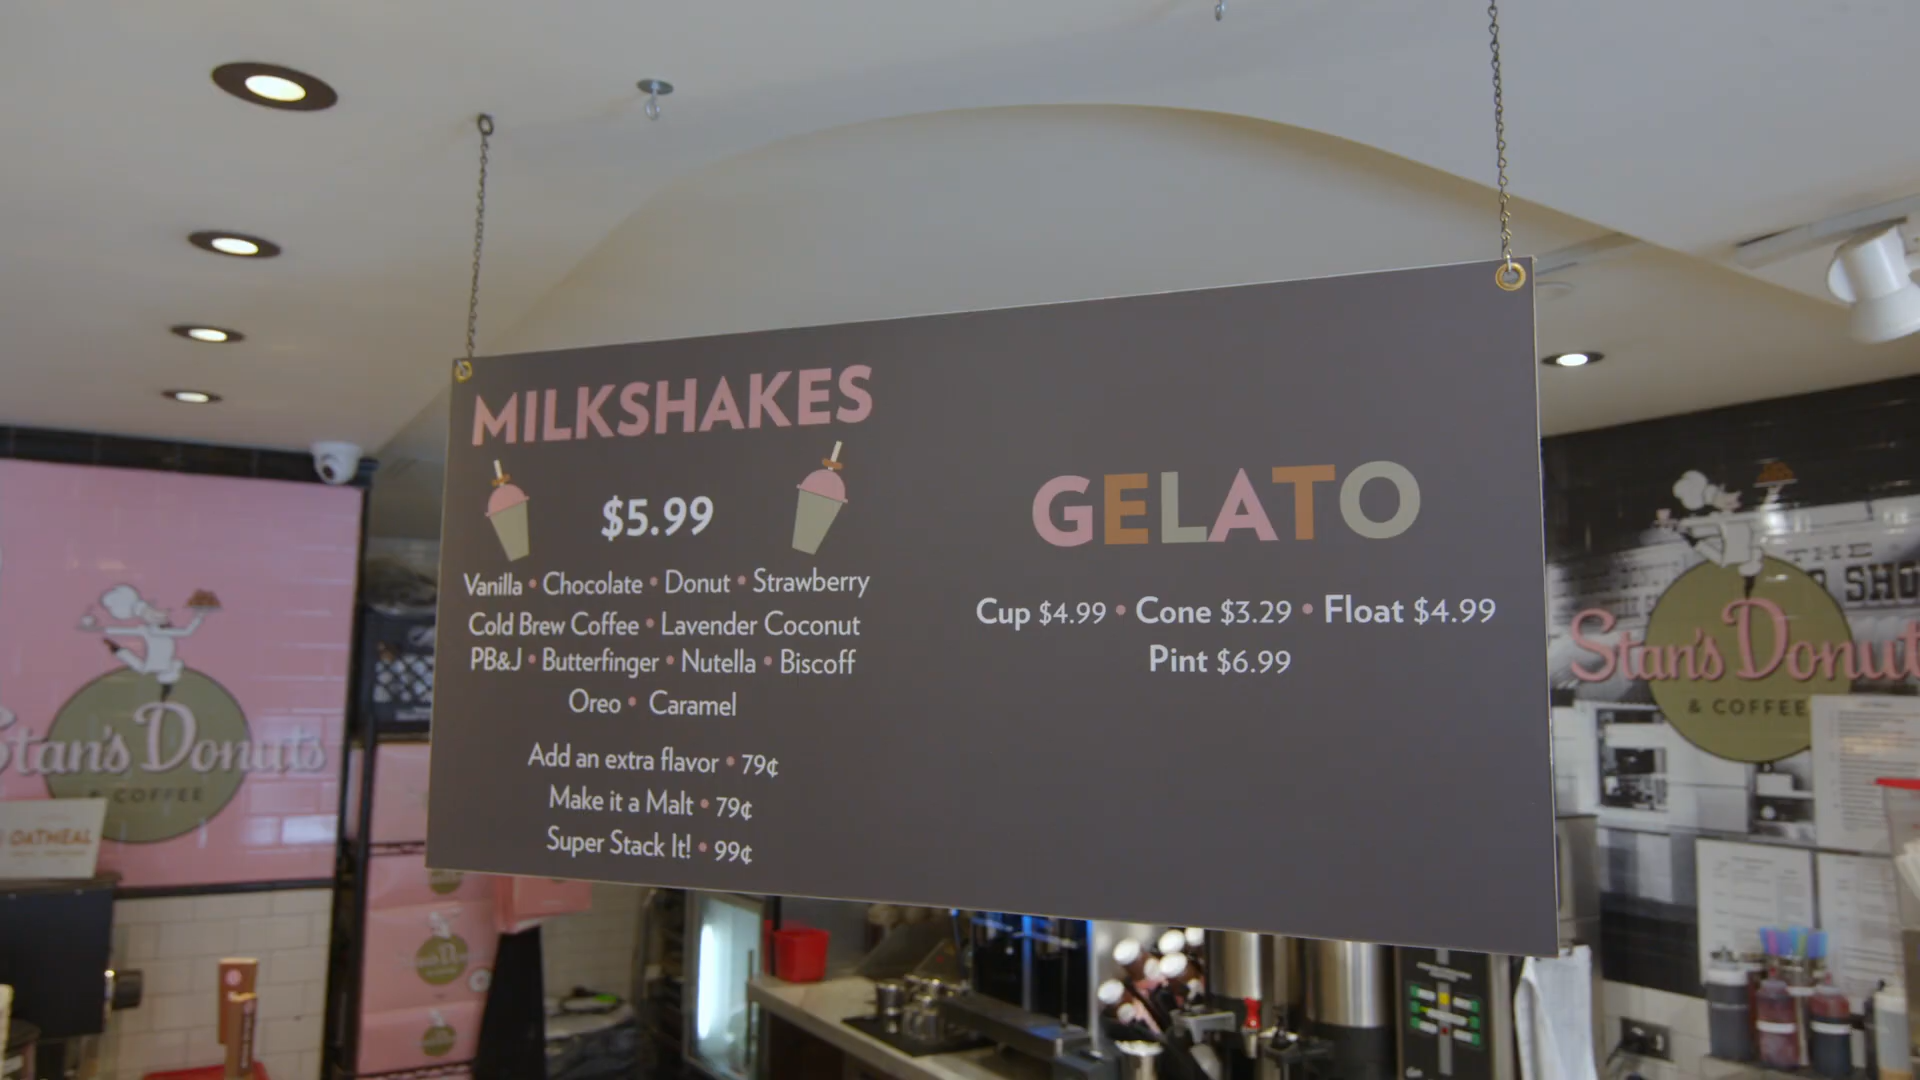 MILKSHAKES
$5.99
Vanilla • Chocolate • Donut • Strawberry
Cold Brew Coffee • Lavender Coconut
PB&J • Butterfinger • Nutella • Biscoff
Oreo • Caramel
Add an extra flavor • 79¢
Make it a Malt • 79¢
Super Stack It! • 99¢
GELATO
Cup $4.99 • Cone $3.29 • Float $4.99
Pint $6.99
Stan's Donuts
& COFFEE
OATMEAL
THE
Stan's Donut
& COFFEE